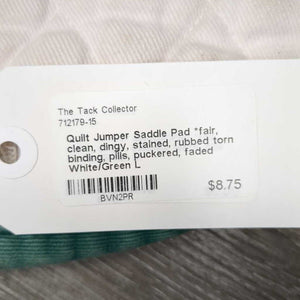 The Tack Collector
712179-15
Quilt Jumper Saddle Pad *fair,
clean, dingy, stained, rubbed torn
binding, pills, puckered, faded
White/Green L
$8.75
BVN2PR